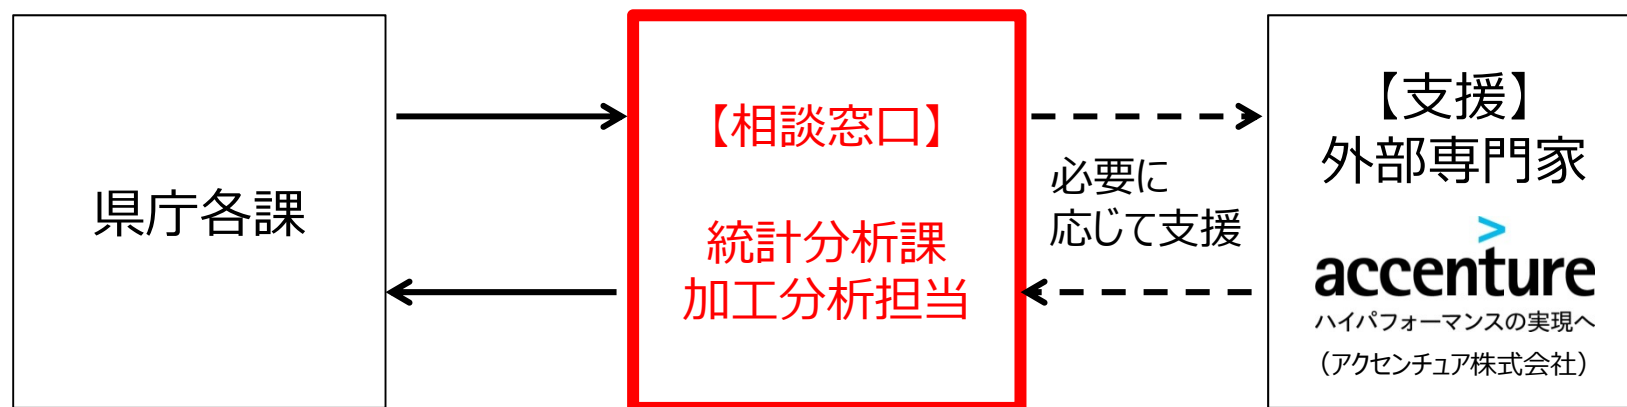 県庁各課
【相談窓口】
統計分析課
加工分析担当
必要に
応じて支援
【支援】
外部専門家
>
accenture
ハイパフォーマンスの実現へ
（アクセンチュア株式会社）